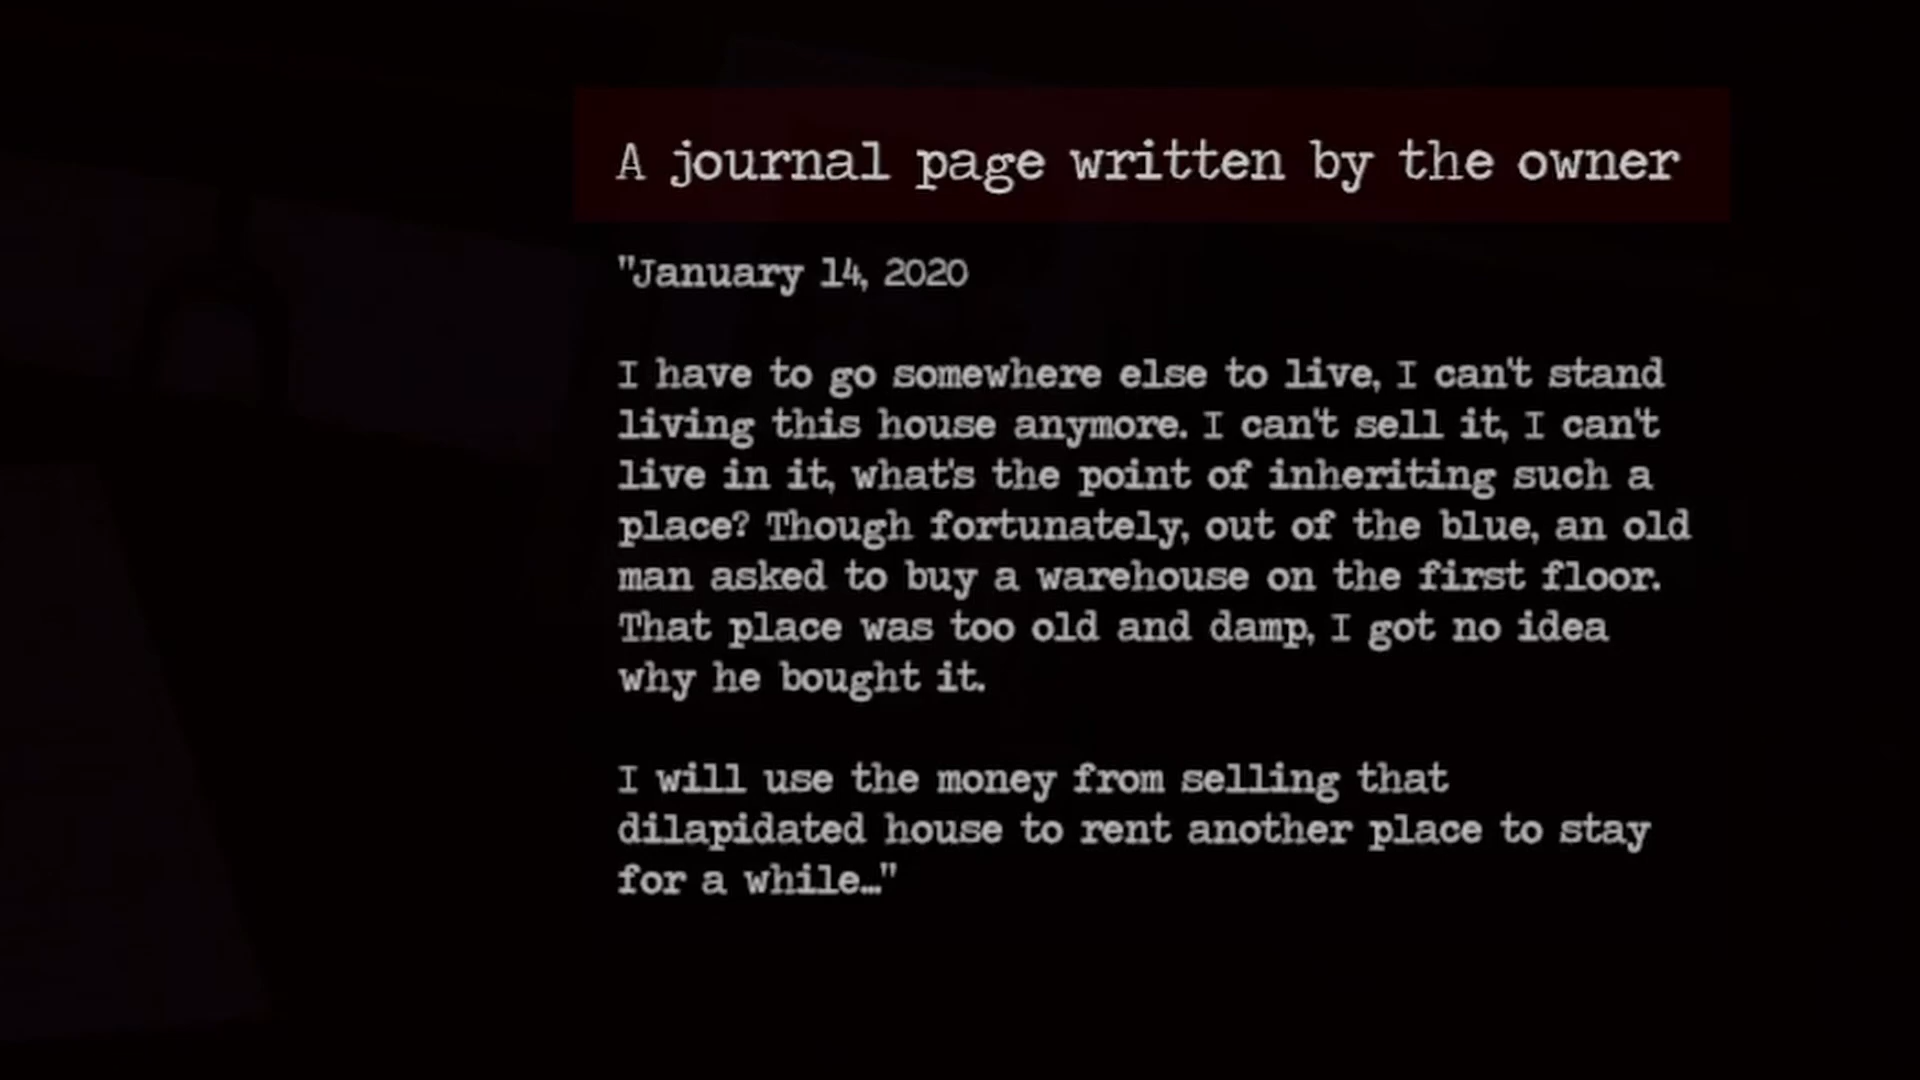 A journal page written by the owner
"January 14, 2020
I have to go somewhere else to live, I can't stand
living this house anymore. I can't sell it, I can't
live in it, what's the point of inheriting such a
place? Though fortunately, out of the blue, an old
man asked to buy a warehouse on the first floor.
That place was too old and damp, I got no idea
why he bought it.
I will use the money from selling that
dilapidated house to rent another place to stay
for a while..."